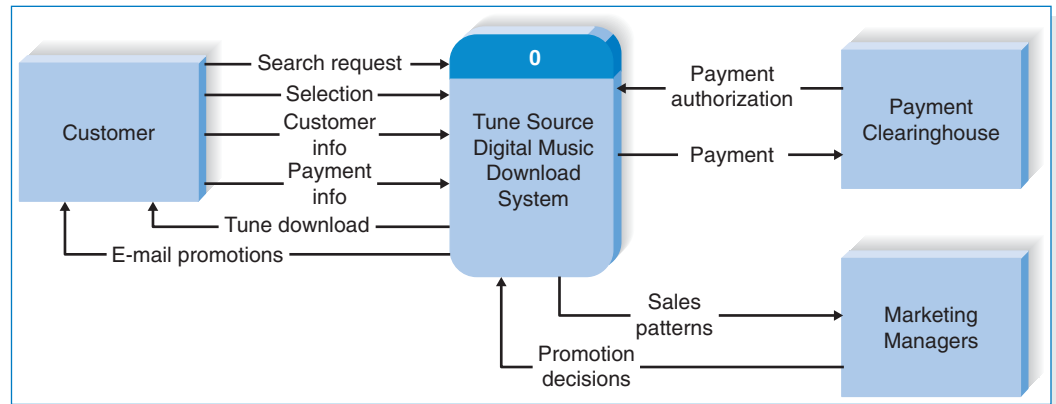 Customer
Search request
Selection
Customer
info
Payment
info
Tune download
E-mail promotions
0
Tune Source
Digital Music
Download
System
Payment
authorization
Payment
Payment
Clearinghouse
Sales
patterns
Promotion
decisions
Marketing
Managers